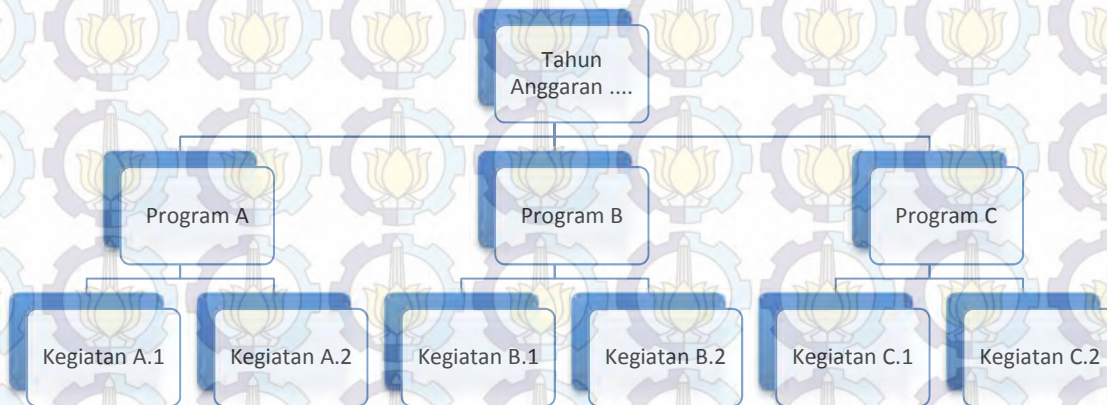 Tahun
Anggaran ....
Program A
Program B
Program C
Kegiatan A.1
Kegiatan A.2
Kegiatan B.1
Kegiatan B.2
Kegiatan C.1
Kegiatan C.2